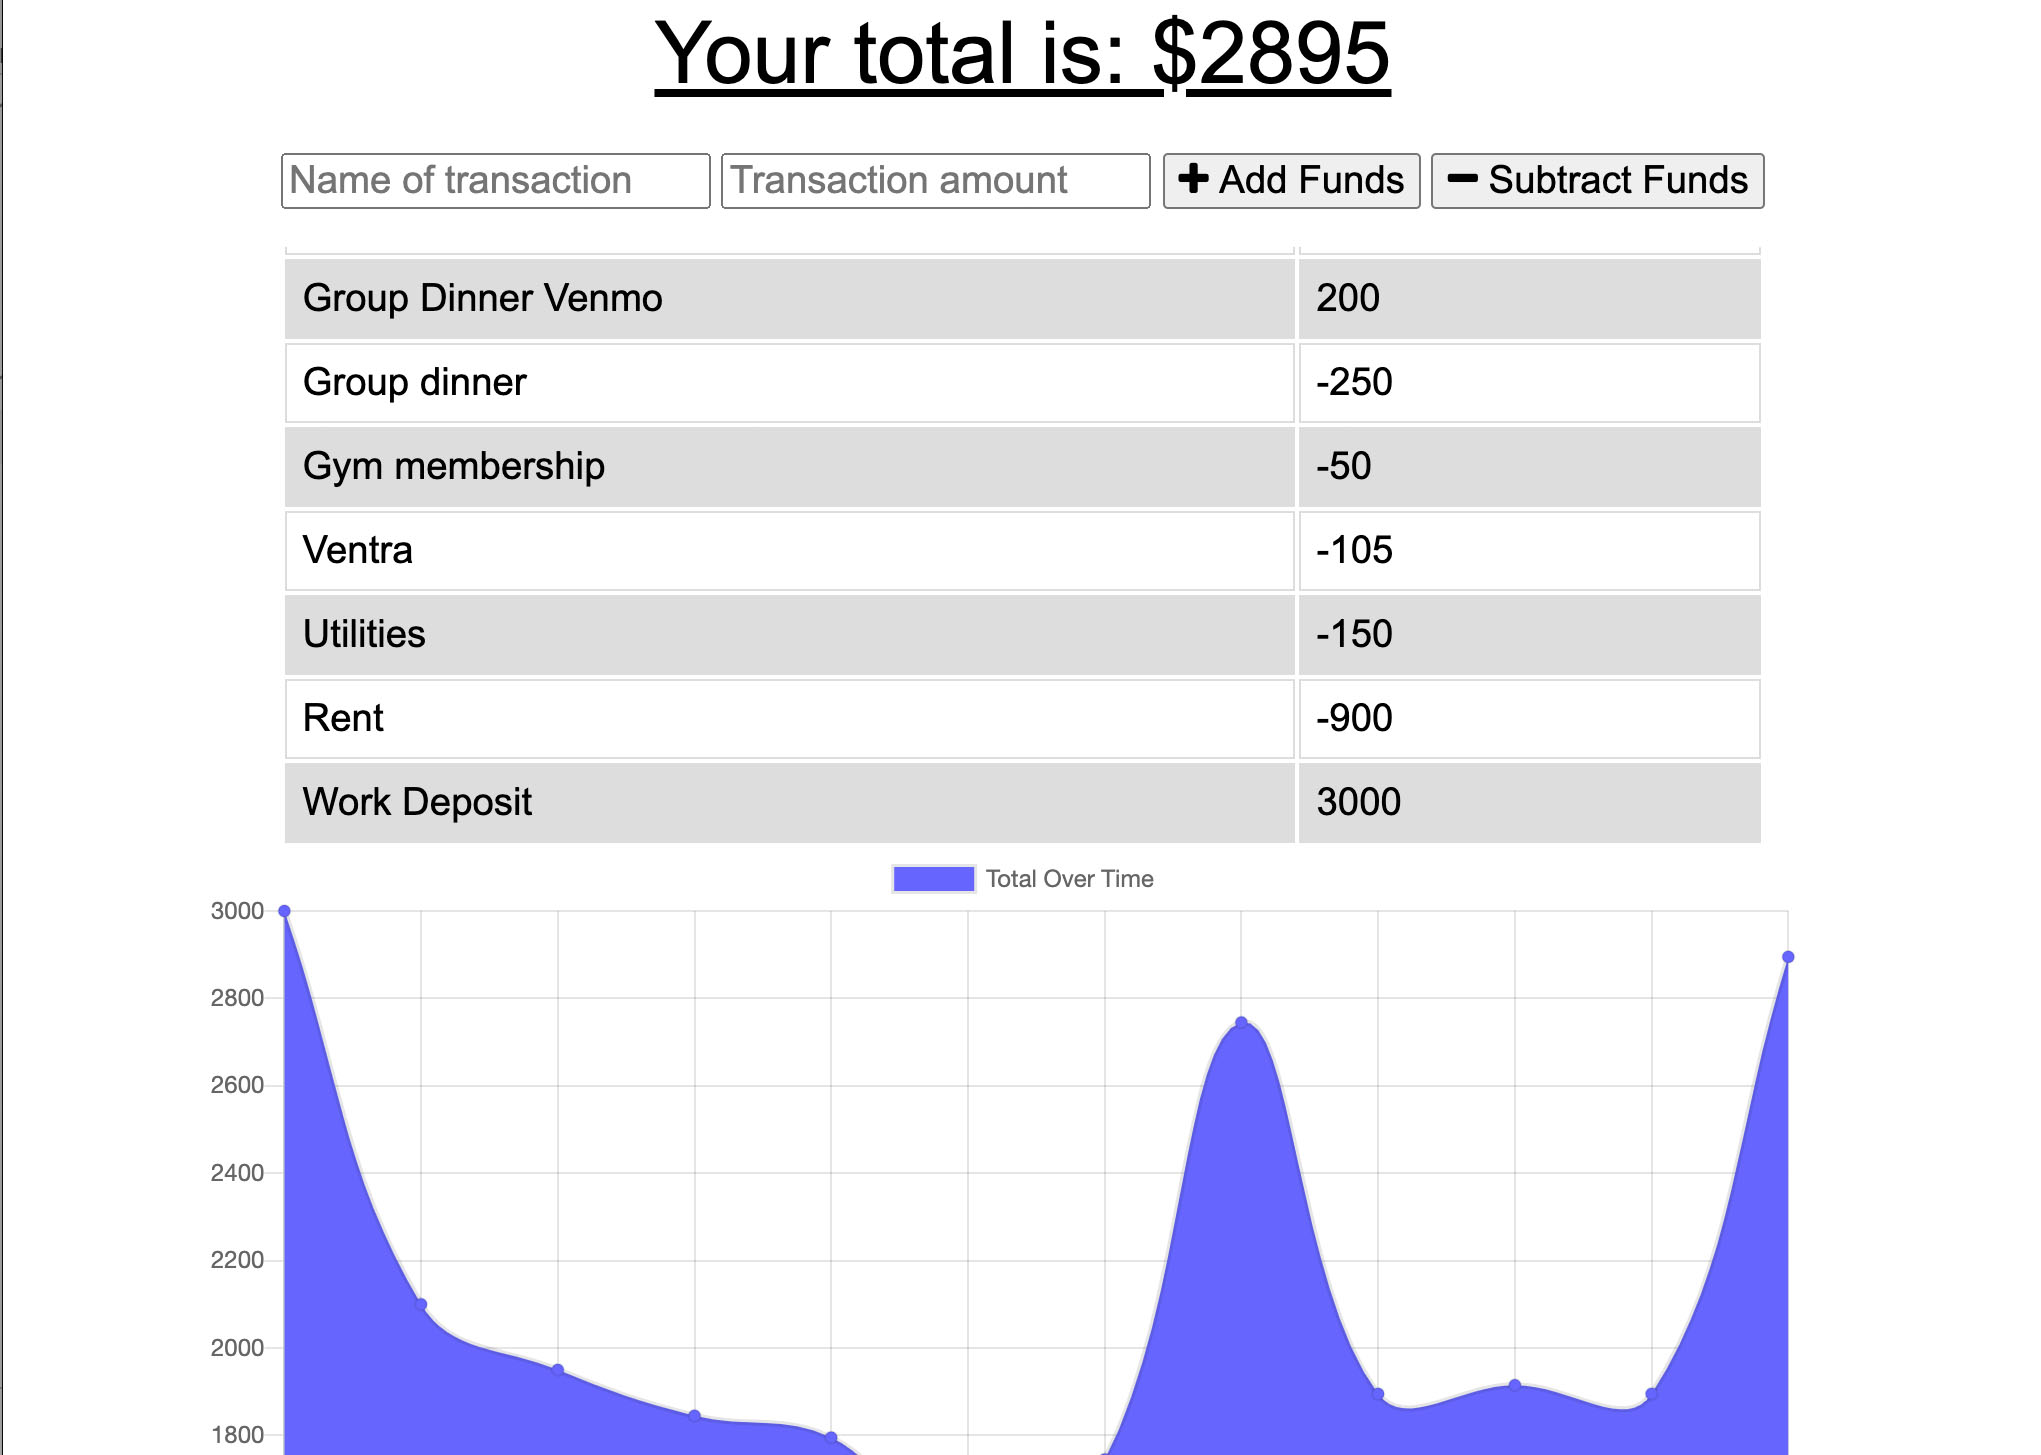 Your total is: $2895
Name of transaction Transaction amount + Add Funds − Subtract Funds
Group Dinner Venmo 200
Group dinner -250
Gym membership -50
Ventra -105
Utilities -150
Rent -900
Work Deposit 3000
Total Over Time
3000
2800
2600
2400
2200
2000
1800